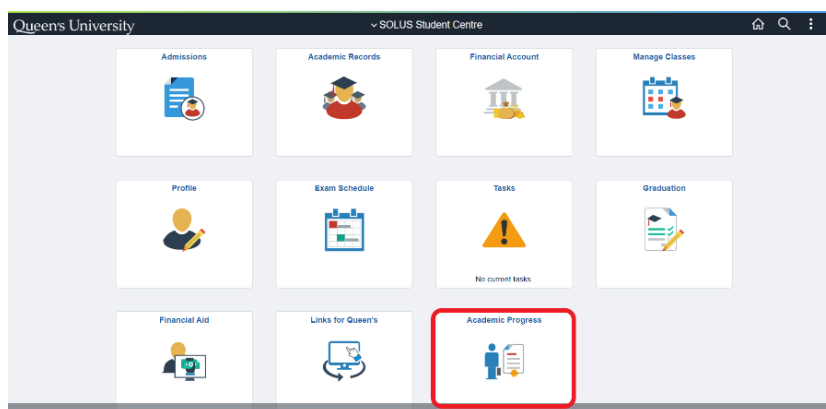 Queen's University
SOLUS Student Centre
Admissions
Academic Records
Financial Account
Manage Classes
Profile
Exam Schedule
Tasks
Graduation
No current tasks
Financial Aid
Links for Queen's
Academic Progress